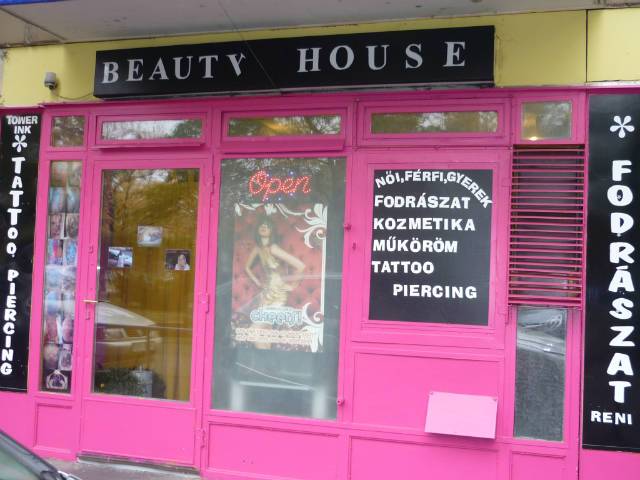 BEAUTY HOUSE
TOWER
INK
TATTOO, PIERCING
Open
NŐI, FÉRFI, GYEREK
FODRÁSZAT
KOZMETIKA
MŰKÖRÖM
TATTOO
PIERCING
FODRÁSZAT
RENI